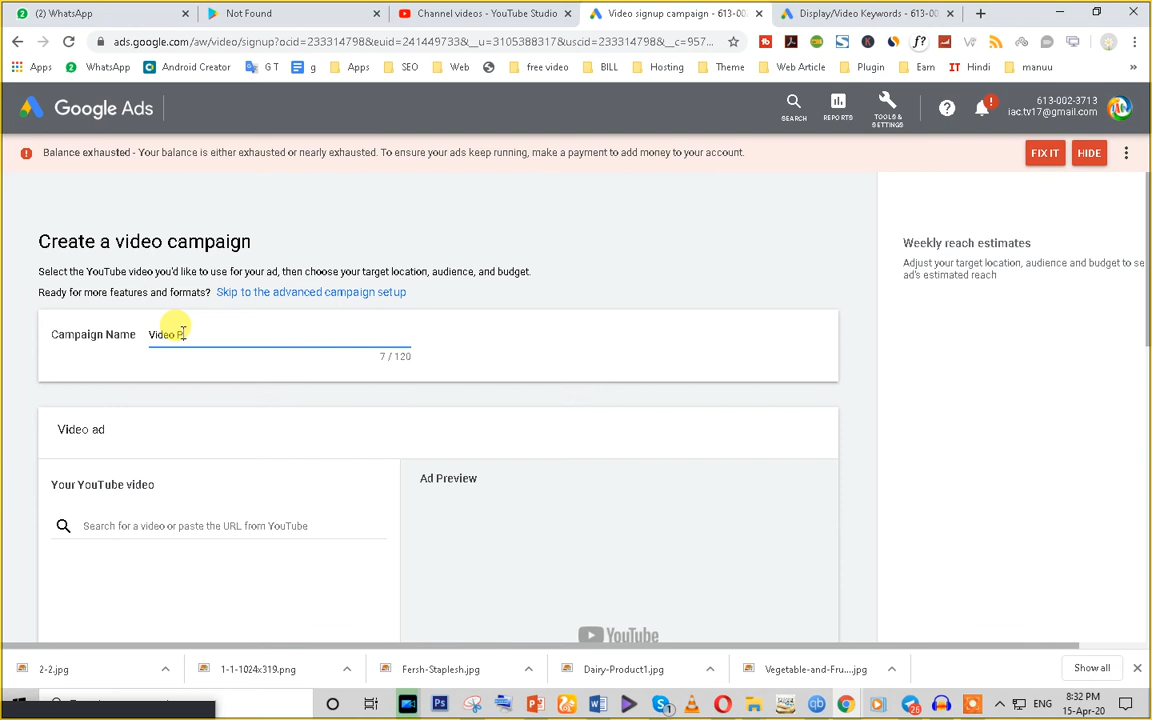 (2) WhatsApp
Not Found
Channel videos - YouTube Studio
Video signup campaign - 613-00
Display/Video Keywords - 613-00
ads.google.com/aw/video/signup?ocid=233314798&euid=241449733&__u=3105388317&uscid=233314798&__c=957...
Apps
WhatsApp
Android Creator
G T
g
Apps
SEO
Web
free video
BILL
Hosting
Theme
Web Article
Plugin
Earn
IT Hindi
manuu
Google Ads
SEARCH
REPORTS
TOOLS & SETTINGS
613-002-3713
iac.tv17@gmail.com
Balance exhausted - Your balance is either exhausted or nearly exhausted. To ensure your ads keep running, make a payment to add money to your account.
FIX IT
HIDE
Create a video campaign
Select the YouTube video you'd like to use for your ad, then choose your target location, audience, and budget.
Ready for more features and formats? Skip to the advanced campaign setup
Campaign Name
Video P
7 / 120
Weekly reach estimates
Adjust your target location, audience and budget to se
ad's estimated reach
Video ad
Your YouTube video
Search for a video or paste the URL from YouTube
Ad Preview
YouTube
2-2.jpg
1-1-1024x319.png
Fersh-Staplesh.jpg
Dairy-Product1.jpg
Vegetable-and-Fru....jpg
Show all
ENG
8:32 PM
15-Apr-20